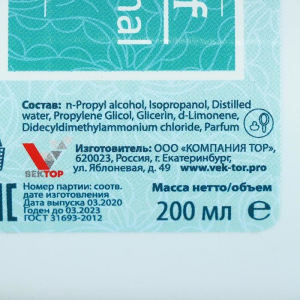 f
nal
Состав: n-Propyl alcohol, Isopropanol, Distilled
water, Propylene Glicol, Glicerin, d-Limonene,
Didecyldimethylammonium chloride, Parfum
ВЕКТОР
Изготовитель: ООО «КОМПАНИЯ ТОР»,
620023, Россия, г. Екатеринбург,
ул. Яблоневая, д. 49 www.vek-tor.pro
Номер партии: соотв.
дате изготовления
Дата выпуска 03.2020
Годен до 03.2023
ГОСТ 31693-2012
Масса нетто/объем
200 мл е